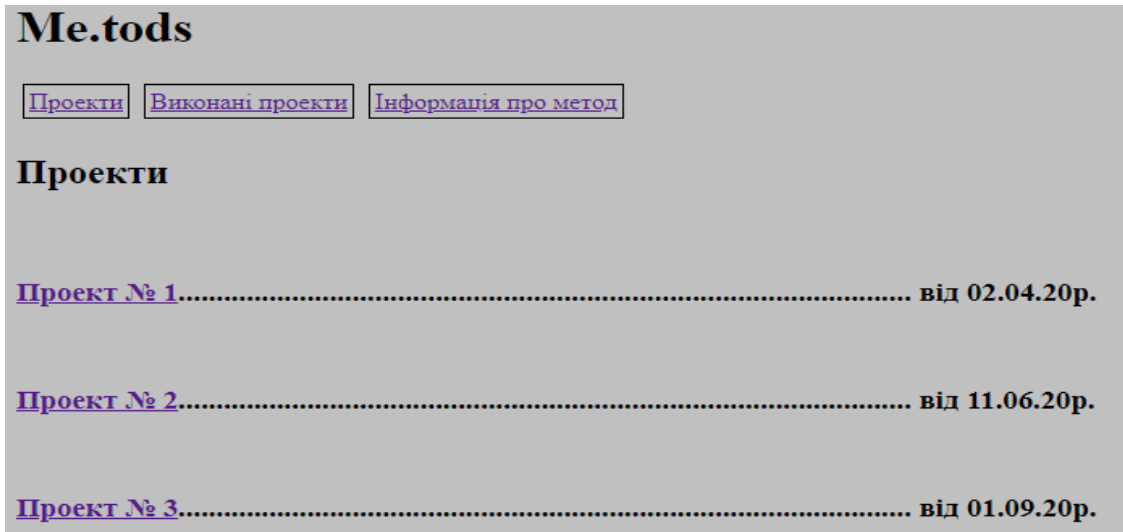 Me.tods
Проекти Виконані проекти Інформація про метод
Проекти
Проект № 1................................................................................................ від 02.04.20р.
Проект № 2................................................................................................ від 11.06.20р.
Проект № 3................................................................................................ від 01.09.20р.